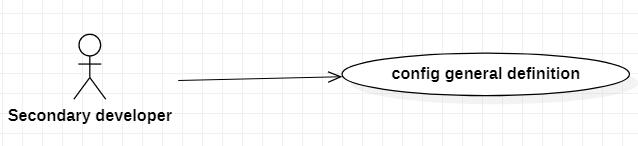 config general definition
Secondary developer